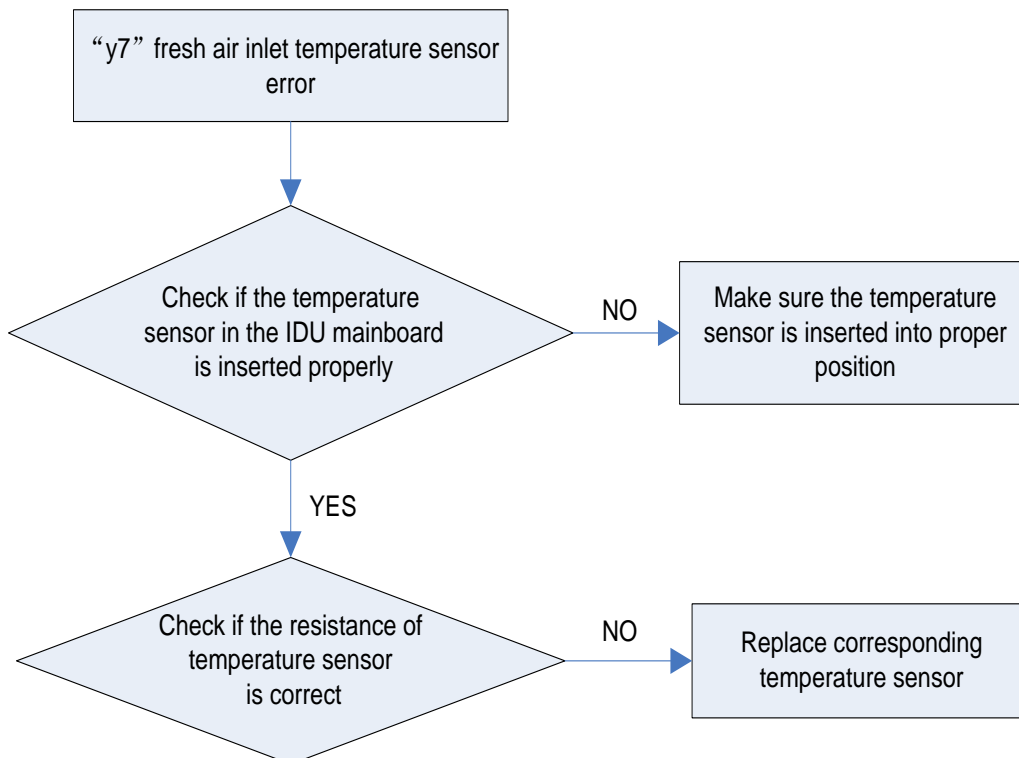 “y7” fresh air inlet temperature sensor
error
Check if the temperature
sensor in the IDU mainboard
is inserted properly
NO
Make sure the temperature
sensor is inserted into proper
position
YES
Check if the resistance of
temperature sensor
is correct
NO
Replace corresponding
temperature sensor